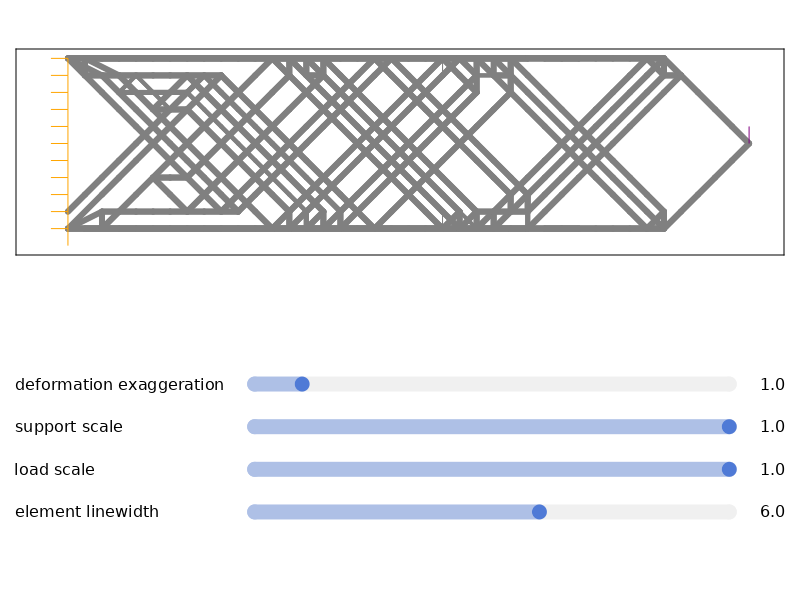 deformation exaggeration 1.0
support scale 1.0
load scale 1.0
element linewidth 6.0